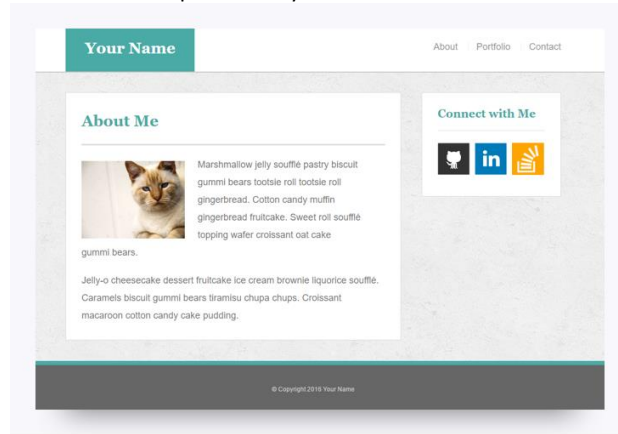 Your Name
About
Portfolio
Contact
About Me
Marshmallow jelly soufflé pastry biscuit
gummi bears tootsie roll tootsie roll
gingerbread. Cotton candy muffin
gingerbread fruitcake. Sweet roll soufflé
topping wafer croissant oat cake
gummi bears.
Jelly-o cheesecake dessert fruitcake ice cream brownie liquorice soufflé.
Caramels biscuit gummi bears tiramisu chupa chups. Croissant
macaroon cotton candy cake pudding.
Connect with Me
in
© Copyright 2016 Your Name